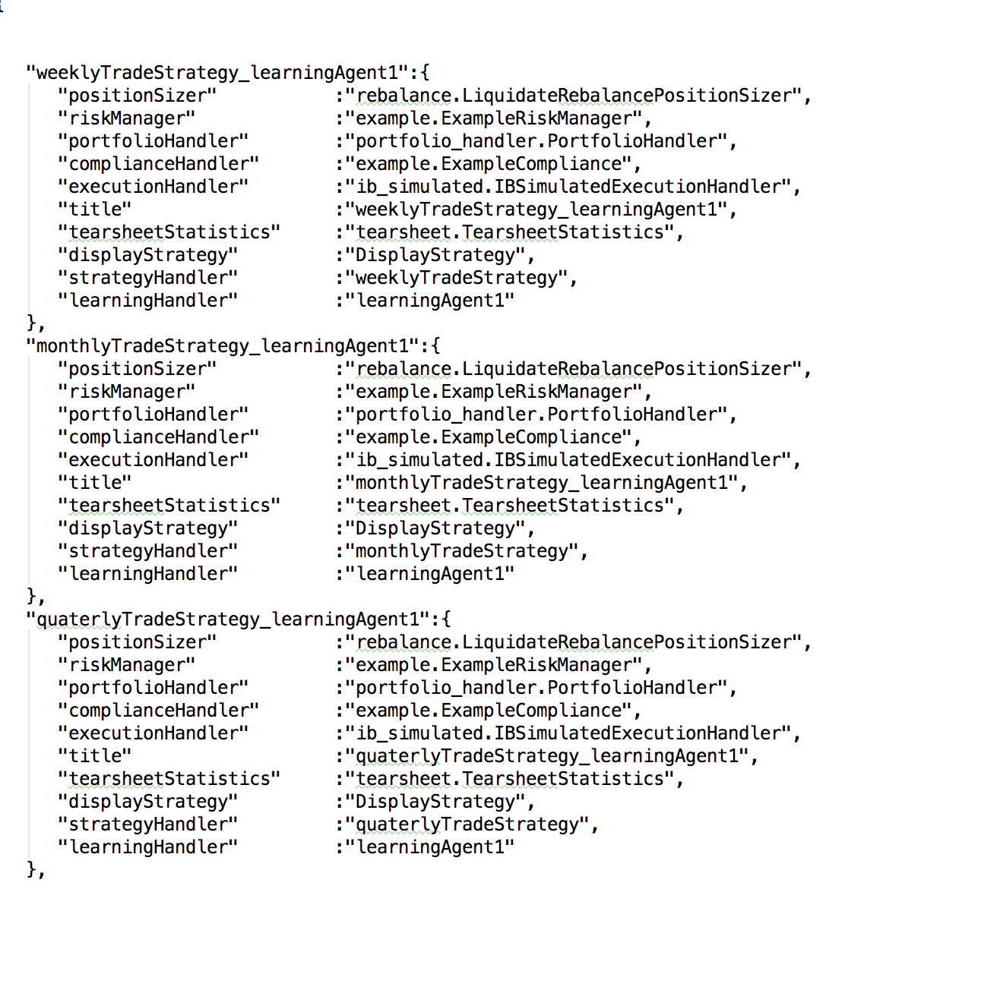 {
"weeklyTradeStrategy_learningAgent1":{
"positionSizer" :"rebalance.LiquidateRebalancePositionSizer",
"riskManager" :"example.ExampleRiskManager",
"portfolioHandler" :"portfolio_handler.PortfolioHandler",
"complianceHandler" :"example.ExampleCompliance",
"executionHandler" :"ib_simulated.IBSimulatedExecutionHandler",
"title" :"weeklyTradeStrategy_learningAgent1",
"tearsheetStatistics" :"tearsheet.TearsheetStatistics",
"displayStrategy" :"DisplayStrategy",
"strategyHandler" :"weeklyTradeStrategy",
"learningHandler" :"learningAgent1"
},
"monthlyTradeStrategy_learningAgent1":{
"positionSizer" :"rebalance.LiquidateRebalancePositionSizer",
"riskManager" :"example.ExampleRiskManager",
"portfolioHandler" :"portfolio_handler.PortfolioHandler",
"complianceHandler" :"example.ExampleCompliance",
"executionHandler" :"ib_simulated.IBSimulatedExecutionHandler",
"title" :"monthlyTradeStrategy_learningAgent1",
"tearsheetStatistics" :"tearsheet.TearsheetStatistics",
"displayStrategy" :"DisplayStrategy",
"strategyHandler" :"monthlyTradeStrategy",
"learningHandler" :"learningAgent1"
},
"quaterlyTradeStrategy_learningAgent1":{
"positionSizer" :"rebalance.LiquidateRebalancePositionSizer",
"riskManager" :"example.ExampleRiskManager",
"portfolioHandler" :"portfolio_handler.PortfolioHandler",
"complianceHandler" :"example.ExampleCompliance",
"executionHandler" :"ib_simulated.IBSimulatedExecutionHandler",
"title" :"quaterlyTradeStrategy_learningAgent1",
"tearsheetStatistics" :"tearsheet.TearsheetStatistics",
"displayStrategy" :"DisplayStrategy",
"strategyHandler" :"quaterlyTradeStrategy",
"learningHandler" :"learningAgent1"
},